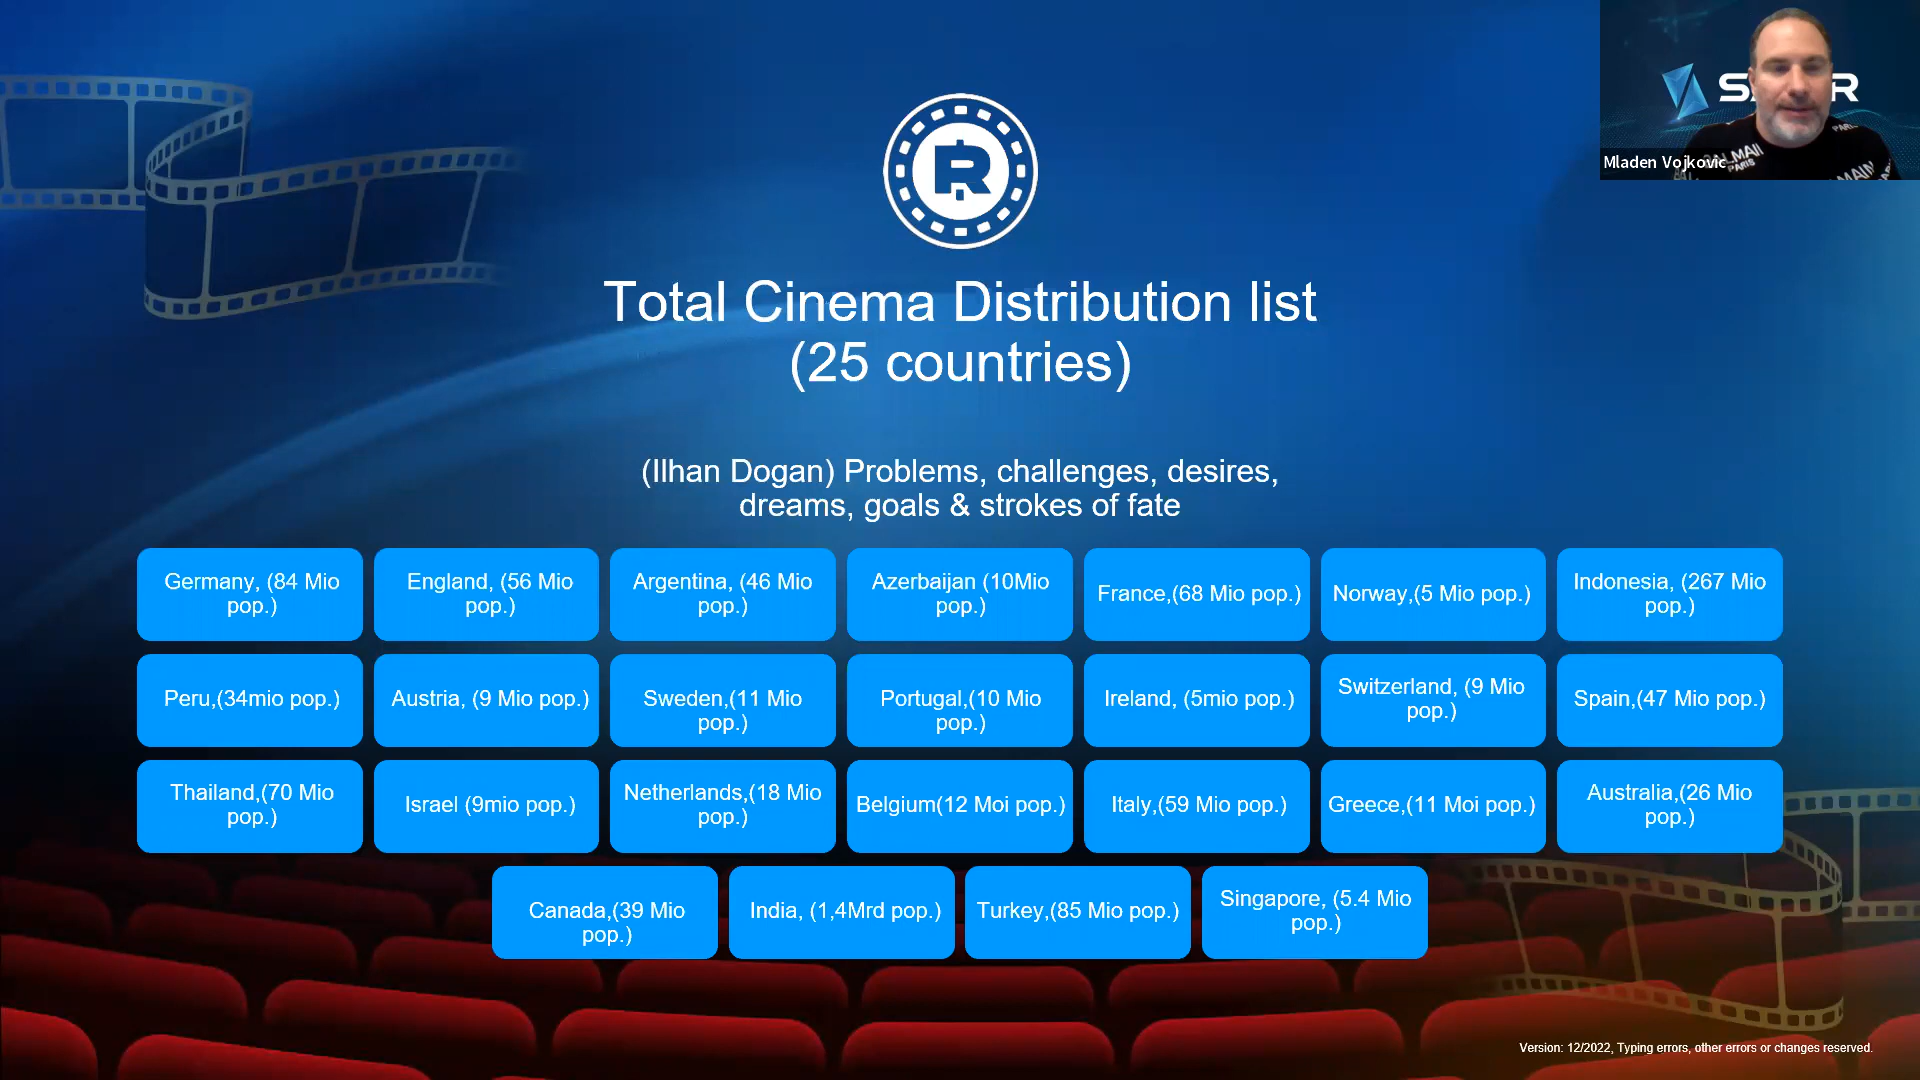 S R
Mladen Vojkovic
BALMAIN
PARIS
R
Total Cinema Distribution list
(25 countries)
(Ilhan Dogan) Problems, challenges, desires,
dreams, goals & strokes of fate
Germany, (84 Mio
pop.)
England, (56 Mio
pop.)
Argentina, (46 Mio
pop.)
Azerbaijan (10Mio
pop.)
France,(68 Mio pop.)
Norway,(5 Mio pop.)
Indonesia, (267 Mio
pop.)
Peru,(34mio pop.)
Austria, (9 Mio pop.)
Sweden,(11 Mio
pop.)
Portugal,(10 Mio
pop.)
Ireland, (5mio pop.)
Switzerland, (9 Mio
pop.)
Spain,(47 Mio pop.)
Thailand,(70 Mio
pop.)
Israel (9mio pop.)
Netherlands,(18 Mio
pop.)
Belgium(12 Moi pop.)
Italy,(59 Mio pop.)
Greece,(11 Moi pop.)
Australia,(26 Mio
pop.)
Canada,(39 Mio
pop.)
India, (1,4Mrd pop.)
Turkey,(85 Mio pop.)
Singapore, (5.4 Mio
pop.)
Version: 12/2022, Typing errors, other errors or changes reserved.